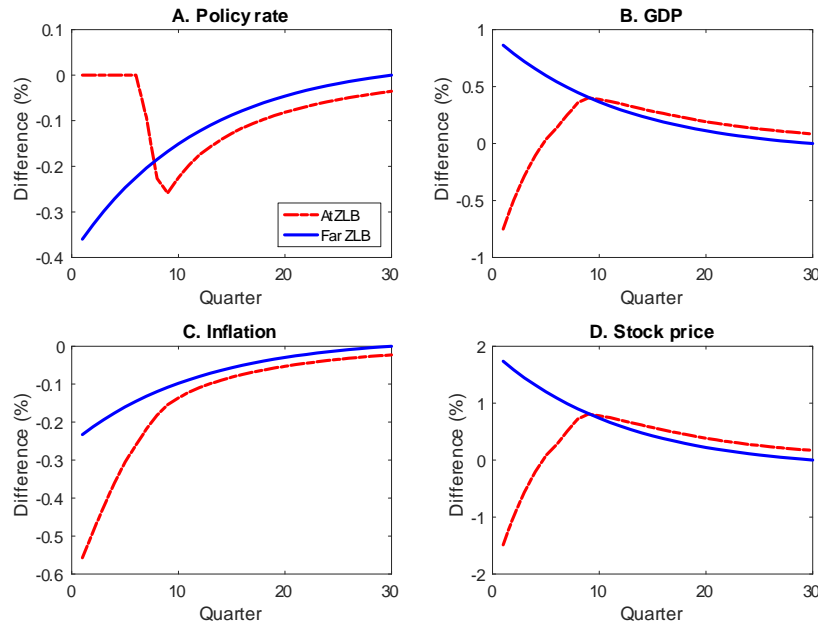 A. Policy rate
Difference (%)
0.1
0
-0.1
-0.2
-0.3
-0.4
0
10
20
30
Quarter
At ZLB
Far ZLB
B. GDP
Difference (%)
1
0.5
0
-0.5
-1
0
10
20
30
Quarter
C. Inflation
Difference (%)
0
-0.1
-0.2
-0.3
-0.4
-0.5
-0.6
0
10
20
30
Quarter
D. Stock price
Difference (%)
2
1
0
-1
-2
0
10
20
30
Quarter